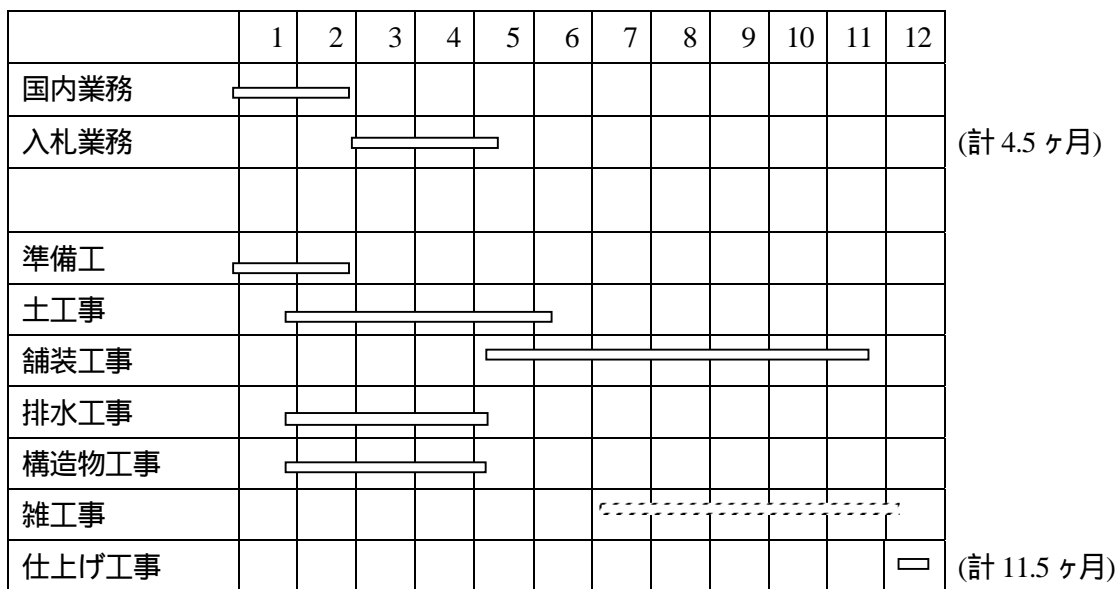 1 2 3 4 5 6 7 8 9 10 11 12
国内業務
入札業務 (計 4.5 ヶ月)
準備工
土工事
舗装工事
排水工事
構造物工事
雑工事
仕上げ工事 (計 11.5 ヶ月)